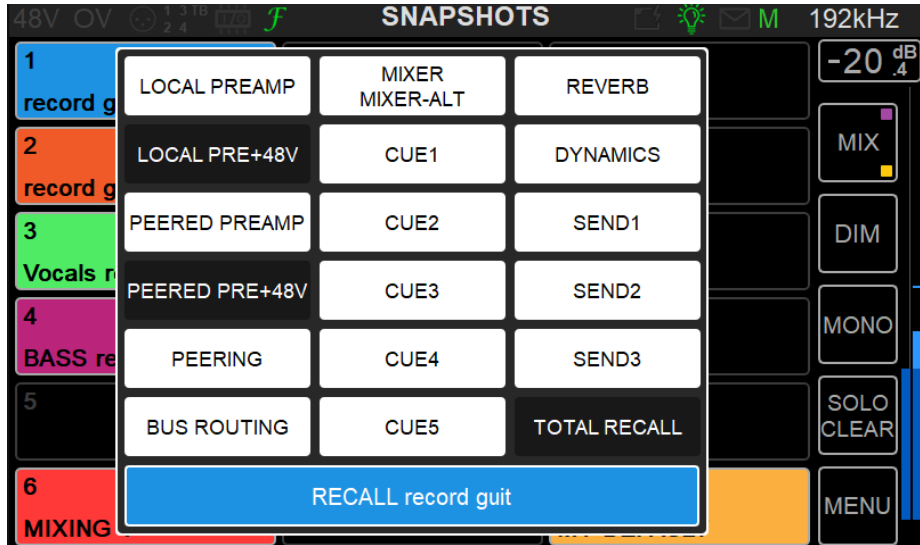 48V OV 1 3 TB 2 4 I/O F SNAPSHOTS M 192kHz
1
record g
2
record g
3
Vocals r
4
BASS re
5
6
MIXING
LOCAL PREAMP
MIXER
MIXER-ALT
REVERB
LOCAL PRE+48V
CUE1
DYNAMICS
PEERED PREAMP
CUE2
SEND1
PEERED PRE+48V
CUE3
SEND2
PEERING
CUE4
SEND3
BUS ROUTING
CUE5
TOTAL RECALL
RECALL record guit
-20 dB
.4
MIX
DIM
MONO
SOLO
CLEAR
MENU